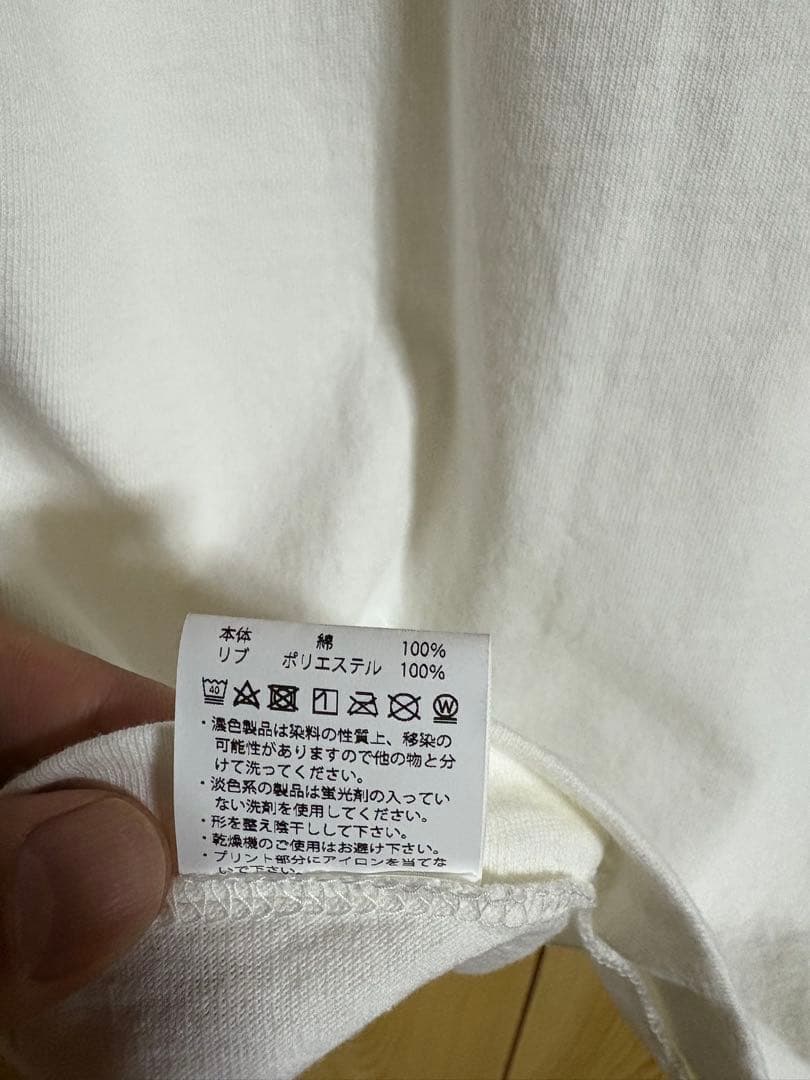 本体 綿 100%
リブ ポリエステル 100%
40 W
・濃色製品は染料の性質上、移染の
可能性がありますので他の物と分
けて洗ってください。
・淡色系の製品は蛍光剤の入ってい
ない洗剤を使用してください。
・形を整え陰干しして下さい。
・乾燥機のご使用はお避け下さい。
・プリント部分にアイロンを当てな
いで下さい。